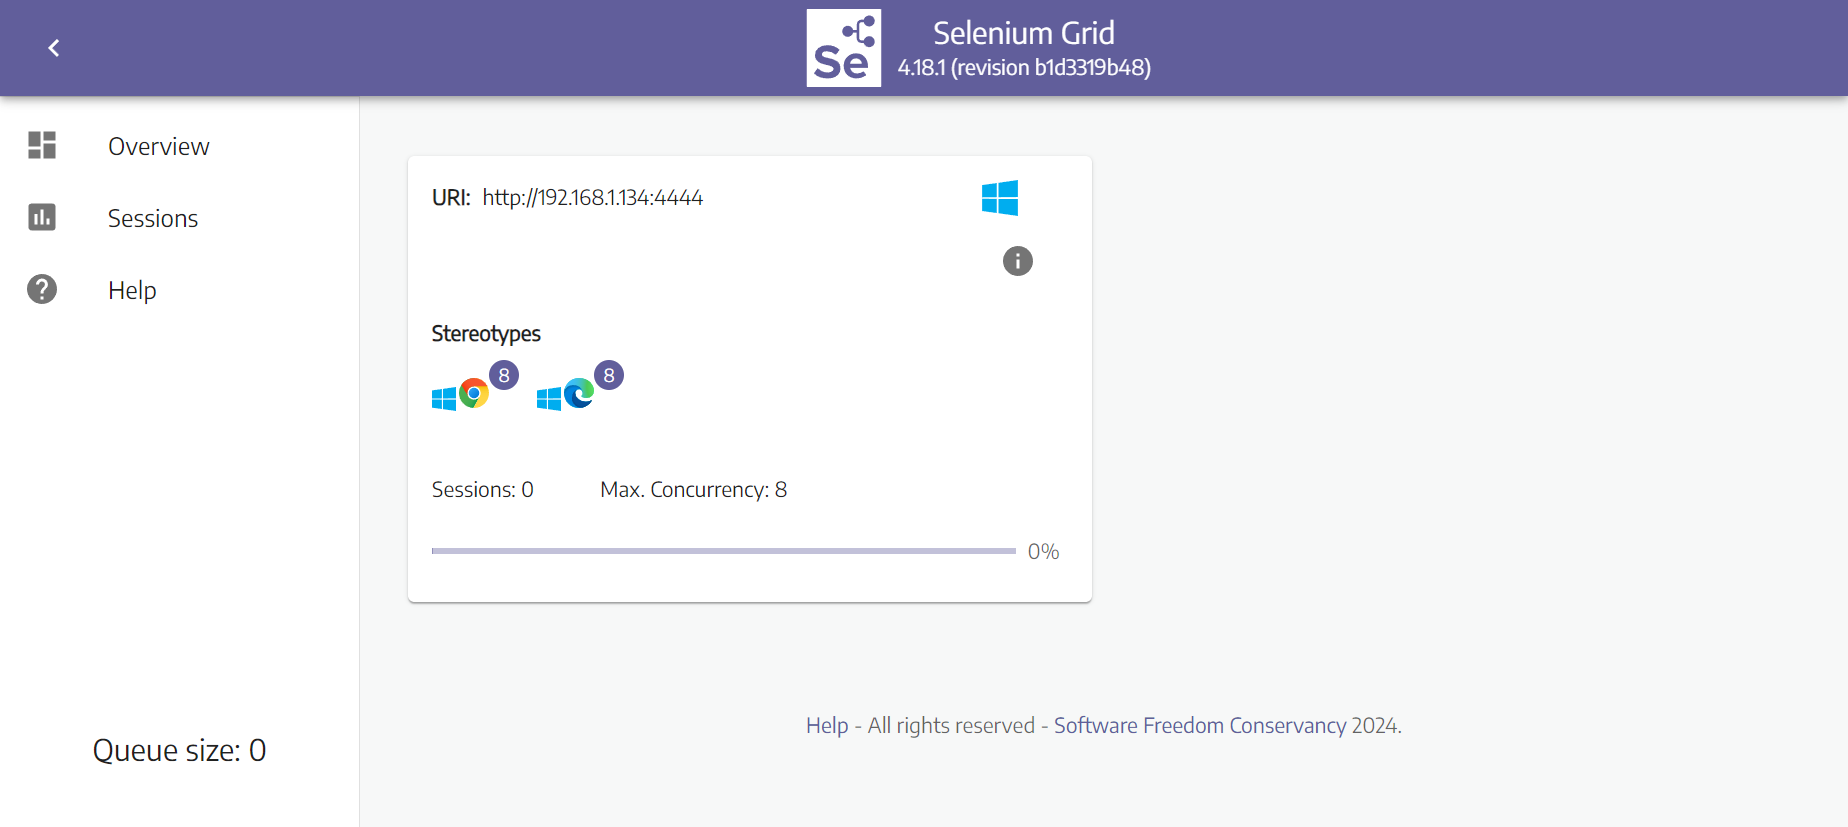 Se
Selenium Grid
4.18.1 (revision b1d3319b48)
Overview
Sessions
Help
Queue size: 0
URI: http://192.168.1.134:4444
Stereotypes
8 8
Sessions: 0 Max. Concurrency: 8
0%
Help - All rights reserved - Software Freedom Conservancy 2024.